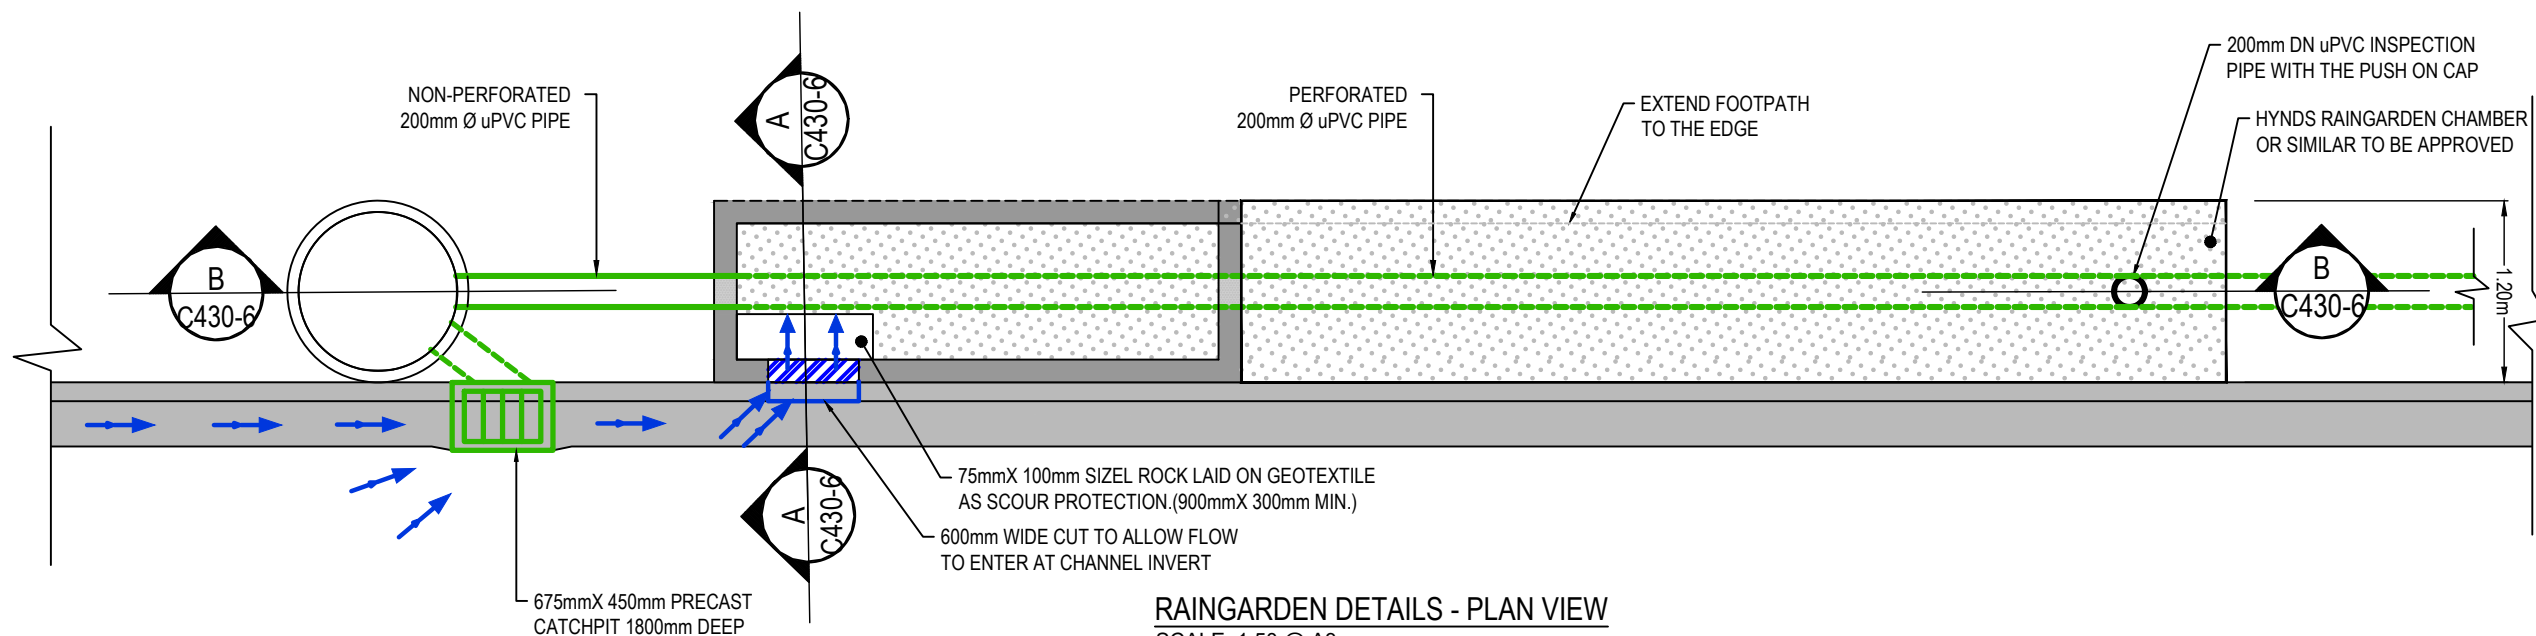 200mm DN uPVC INSPECTION
PIPE WITH THE PUSH ON CAP
NON-PERFORATED
200mm Ø uPVC PIPE
PERFORATED
200mm Ø uPVC PIPE
EXTEND FOOTPATH
TO THE EDGE
HYNDS RAINGARDEN CHAMBER
OR SIMILAR TO BE APPROVED
A
C430-6
B
C430-6
B
C430-6
1.20m
75mmX 100mm SIZEL ROCK LAID ON GEOTEXTILE
AS SCOUR PROTECTION.(900mmX 300mm MIN.)
A
C430-6
600mm WIDE CUT TO ALLOW FLOW
TO ENTER AT CHANNEL INVERT
675mmX 450mm PRECAST
CATCHPIT 1800mm DEEP
RAINGARDEN DETAILS - PLAN VIEW